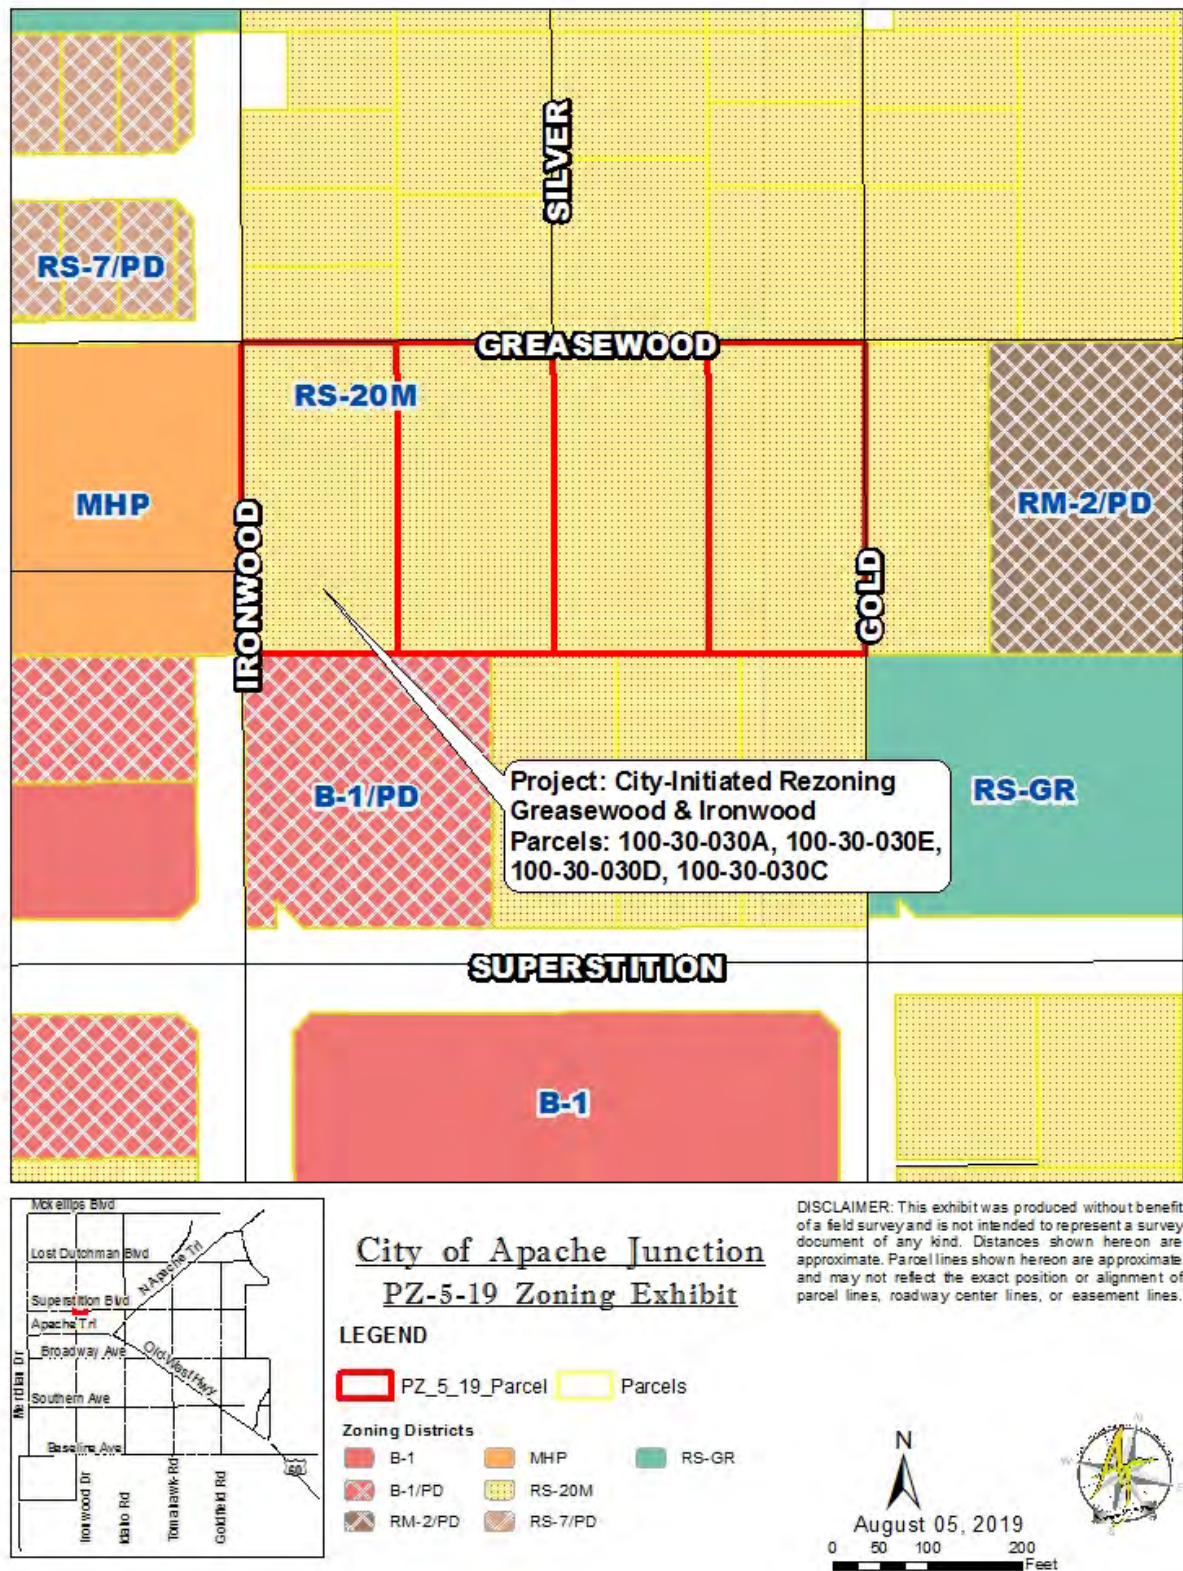 SILVER
RS-7/PD
GREASEWOOD
RS-20M
MHP
RM-2/PD
IRONWOOD
GOLD
B-1/PD
Project: City-Initiated Rezoning
Greasewood & Ironwood
Parcels: 100-30-030A, 100-30-030E,
100-30-030D, 100-30-030C
RS-GR
SUPERSTITION
B-1
Mckellips Blvd
Lost Dutchman Blvd
N Apache Trl
Superstition Blvd
Apache Trl
Broadway Ave
Old West Hwy
Meridian Dr
Southern Ave
Baseline Ave
60
Ironwood Dr
Idaho Rd
Tomahawk Rd
Goldfield Rd
City of Apache Junction
PZ-5-19 Zoning Exhibit
LEGEND
PZ_5_19_Parcel
Parcels
Zoning Districts
B-1
MHP
RS-GR
B-1/PD
RS-20M
RM-2/PD
RS-7/PD
DISCLAIMER: This exhibit was produced without benefit
of a field survey and is not intended to represent a survey
document of any kind. Distances shown hereon are
approximate. Parcel lines shown hereon are approximate
and may not reflect the exact position or alignment of
parcel lines, roadway center lines, or easement lines.
N
August 05, 2019
0 50 100 200
Feet